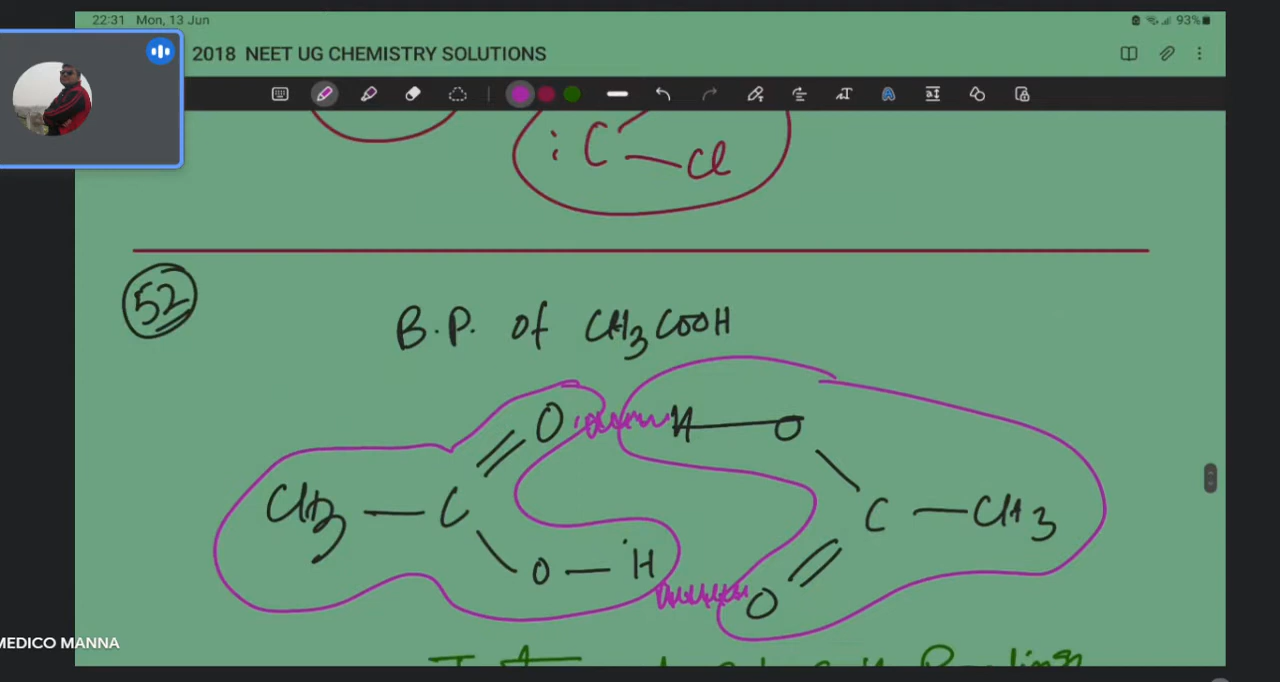 22:31 Mon, 13 Jun
93%
2018 NEET UG CHEMISTRY SOLUTIONS
: C — Cl
52
B.P. of CH3COOH
O H — O
CH3 — C C — CH3
O — H O
MEDICO MANNA